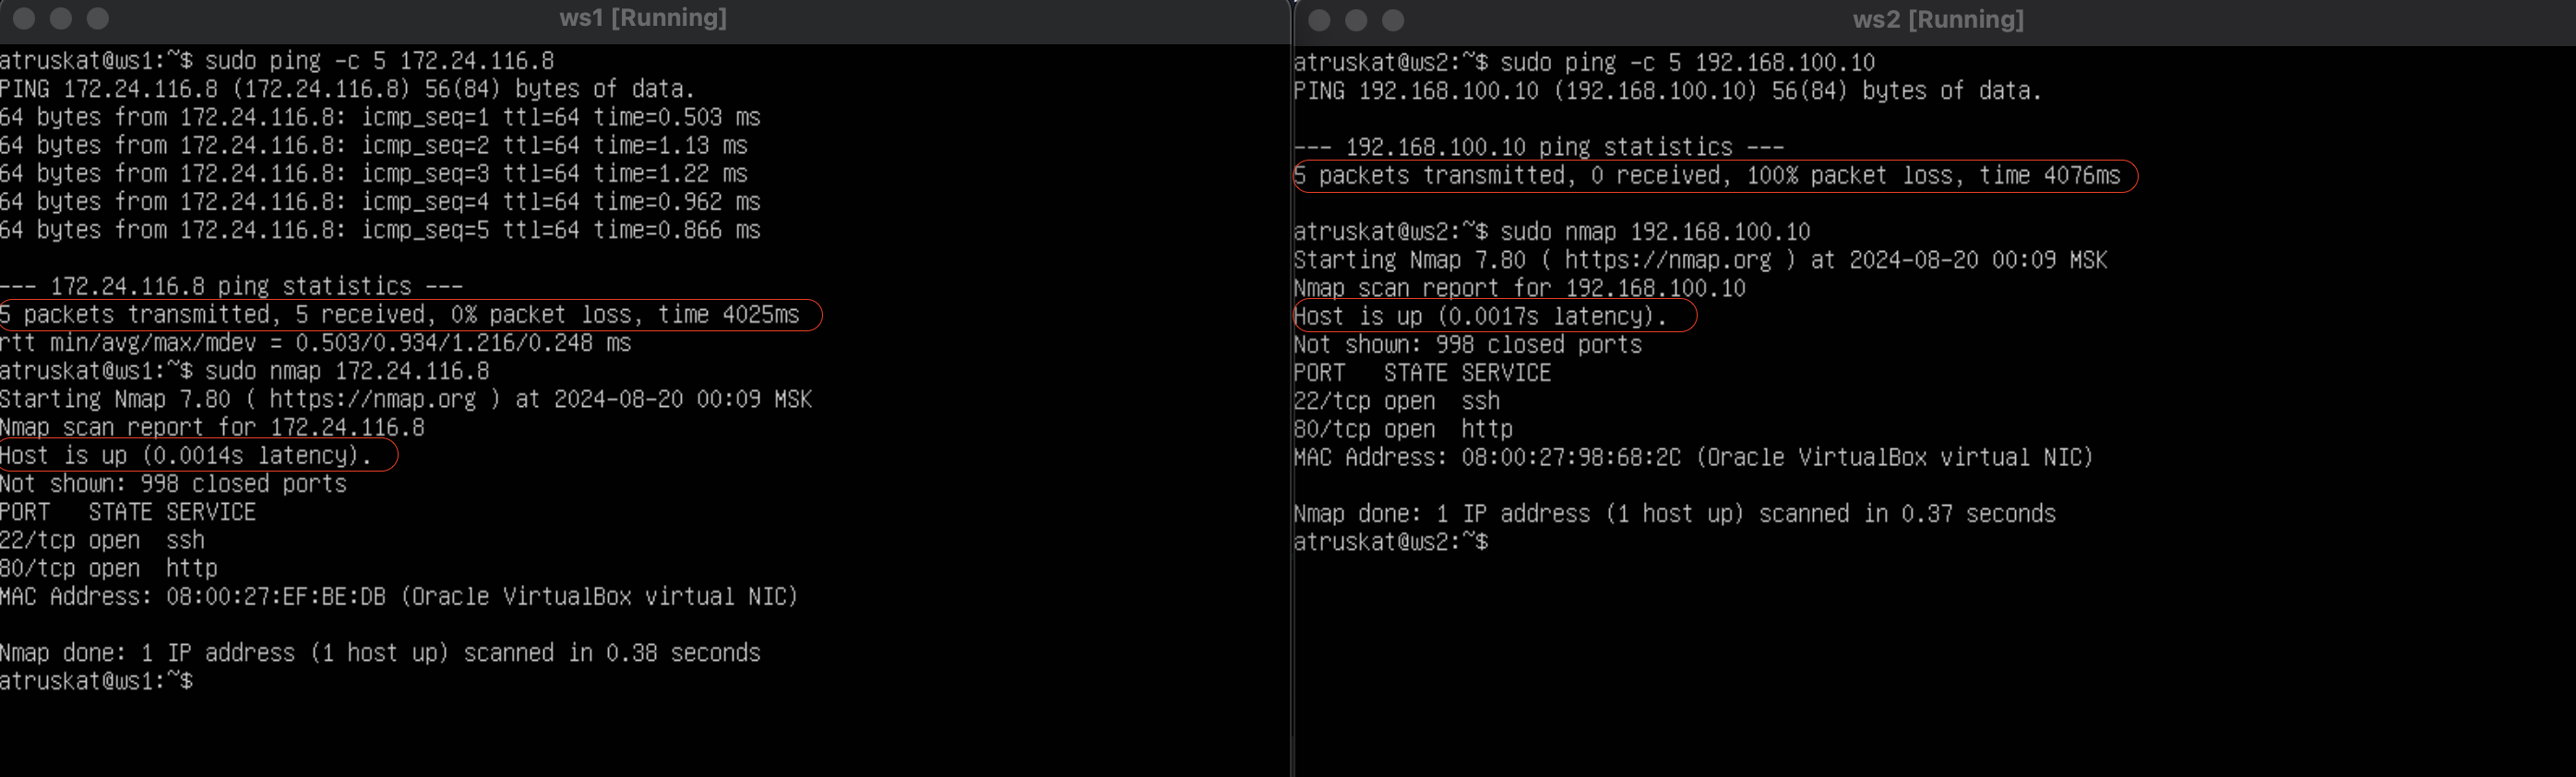 ws1 [Running]
atruskat@ws1:~$ sudo ping -c 5 172.24.116.8
PING 172.24.116.8 (172.24.116.8) 56(84) bytes of data.
64 bytes from 172.24.116.8: icmp_seq=1 ttl=64 time=0.503 ms
64 bytes from 172.24.116.8: icmp_seq=2 ttl=64 time=1.13 ms
64 bytes from 172.24.116.8: icmp_seq=3 ttl=64 time=1.22 ms
64 bytes from 172.24.116.8: icmp_seq=4 ttl=64 time=0.962 ms
64 bytes from 172.24.116.8: icmp_seq=5 ttl=64 time=0.866 ms
--- 172.24.116.8 ping statistics ---
5 packets transmitted, 5 received, 0% packet loss, time 4025ms
rtt min/avg/max/mdev = 0.503/0.934/1.216/0.248 ms
atruskat@ws1:~$ sudo nmap 172.24.116.8
Starting Nmap 7.80 ( https://nmap.org ) at 2024-08-20 00:09 MSK
Nmap scan report for 172.24.116.8
Host is up (0.0014s latency).
Not shown: 998 closed ports
PORT   STATE SERVICE
22/tcp open  ssh
80/tcp open  http
MAC Address: 08:00:27:EF:BE:DB (Oracle VirtualBox virtual NIC)
Nmap done: 1 IP address (1 host up) scanned in 0.38 seconds
atruskat@ws1:~$
ws2 [Running]
atruskat@ws2:~$ sudo ping -c 5 192.168.100.10
PING 192.168.100.10 (192.168.100.10) 56(84) bytes of data.
--- 192.168.100.10 ping statistics ---
5 packets transmitted, 0 received, 100% packet loss, time 4076ms
atruskat@ws2:~$ sudo nmap 192.168.100.10
Starting Nmap 7.80 ( https://nmap.org ) at 2024-08-20 00:09 MSK
Nmap scan report for 192.168.100.10
Host is up (0.0017s latency).
Not shown: 998 closed ports
PORT   STATE SERVICE
22/tcp open  ssh
80/tcp open  http
MAC Address: 08:00:27:98:68:2C (Oracle VirtualBox virtual NIC)
Nmap done: 1 IP address (1 host up) scanned in 0.37 seconds
atruskat@ws2:~$